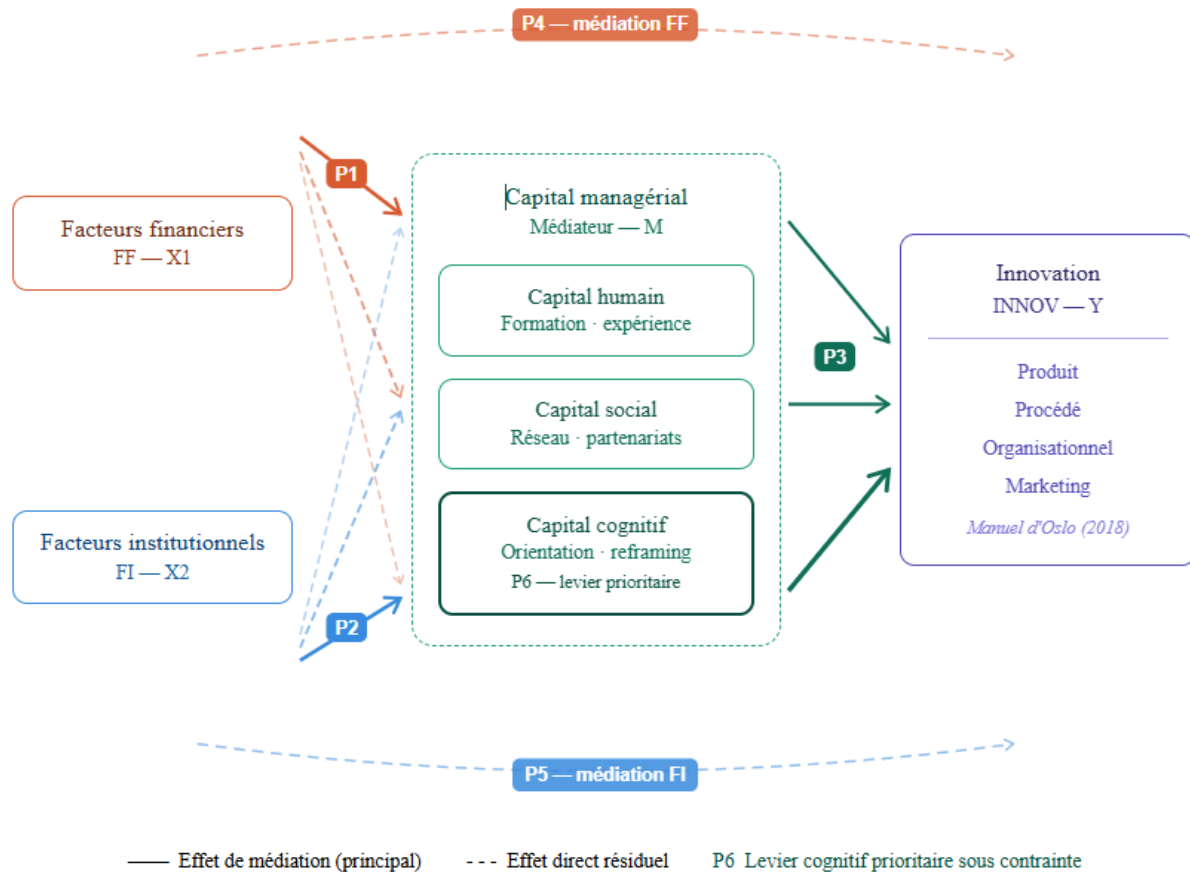 P4 — médiation FF
P1
Facteurs financiers
FF — X1
Capital managérial
Médiateur — M
Capital humain
Formation · expérience
Capital social
Réseau · partenariats
Capital cognitif
Orientation · reframing
P6 — levier prioritaire
P3
Innovation
INNOV — Y
Produit
Procédé
Organisationnel
Marketing
Manuel d'Oslo (2018)
Facteurs institutionnels
FI — X2
P2
P5 — médiation FI
Effet de médiation (principal)
Effet direct résiduel
P6 Levier cognitif prioritaire sous contrainte